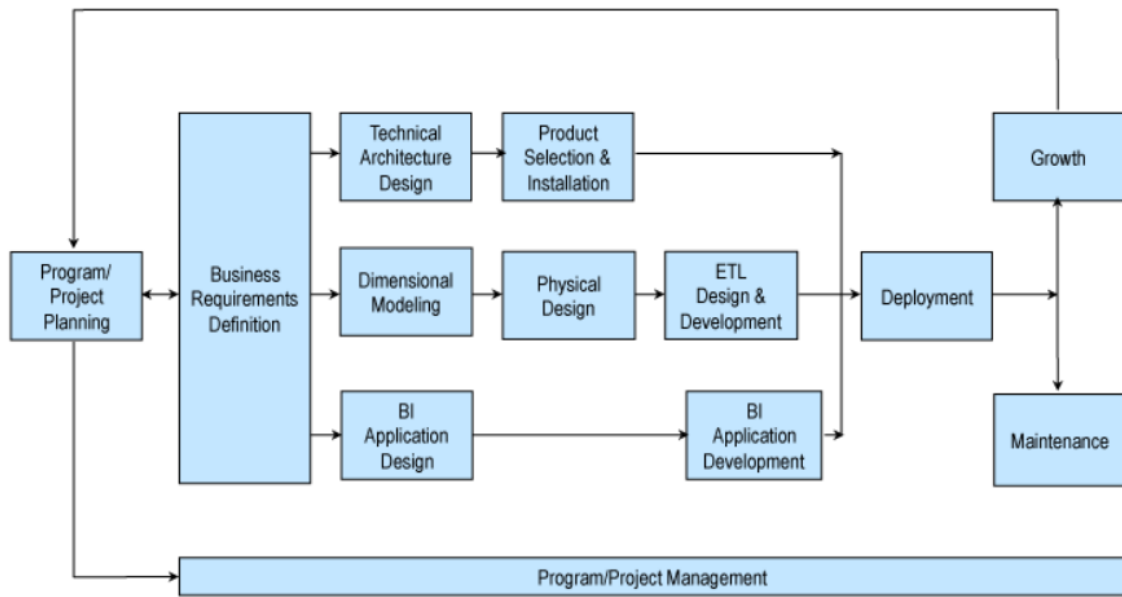 Technical
Architecture
Design
Product
Selection &
Installation
Growth
Program/
Project
Planning
Business
Requirements
Definition
Dimensional
Modeling
Physical
Design
ETL
Design &
Development
Deployment
BI
Application
Design
BI
Application
Development
Maintenance
Program/Project Management